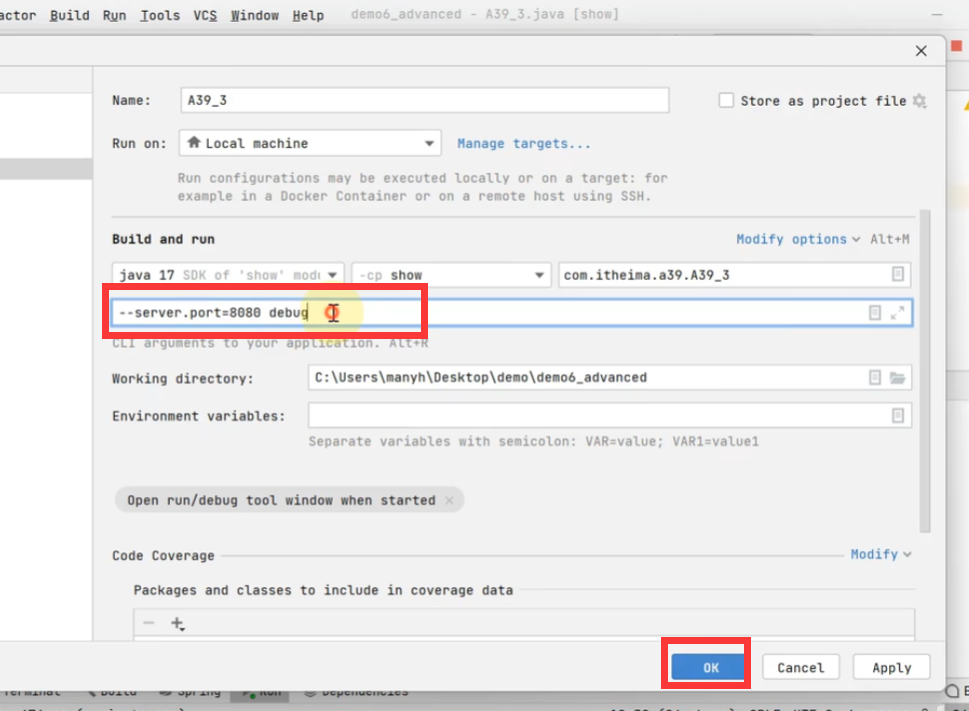 actor Build Run Tools VCS Window Help demo6_advanced - A39_3.java [show]
Name: A39_3 Store as project file
Run on: Local machine Manage targets...
Run configurations may be executed locally or on a target: for
example in a Docker Container or on a remote host using SSH.
Build and run Modify options Alt+M
java 17 SDK of 'show' modu -cp show com.itheima.a39.A39_3
--server.port=8080 debug
CLI arguments to your application. Alt+R
Working directory: C:\Users\manyh\Desktop\demo\demo6_advanced
Environment variables:
Separate variables with semicolon: VAR=value; VAR1=value1
Open run/debug tool window when started
Code Coverage Modify
Packages and classes to include in coverage data
OK Cancel Apply
Terminal Build Spring Run Dependencies